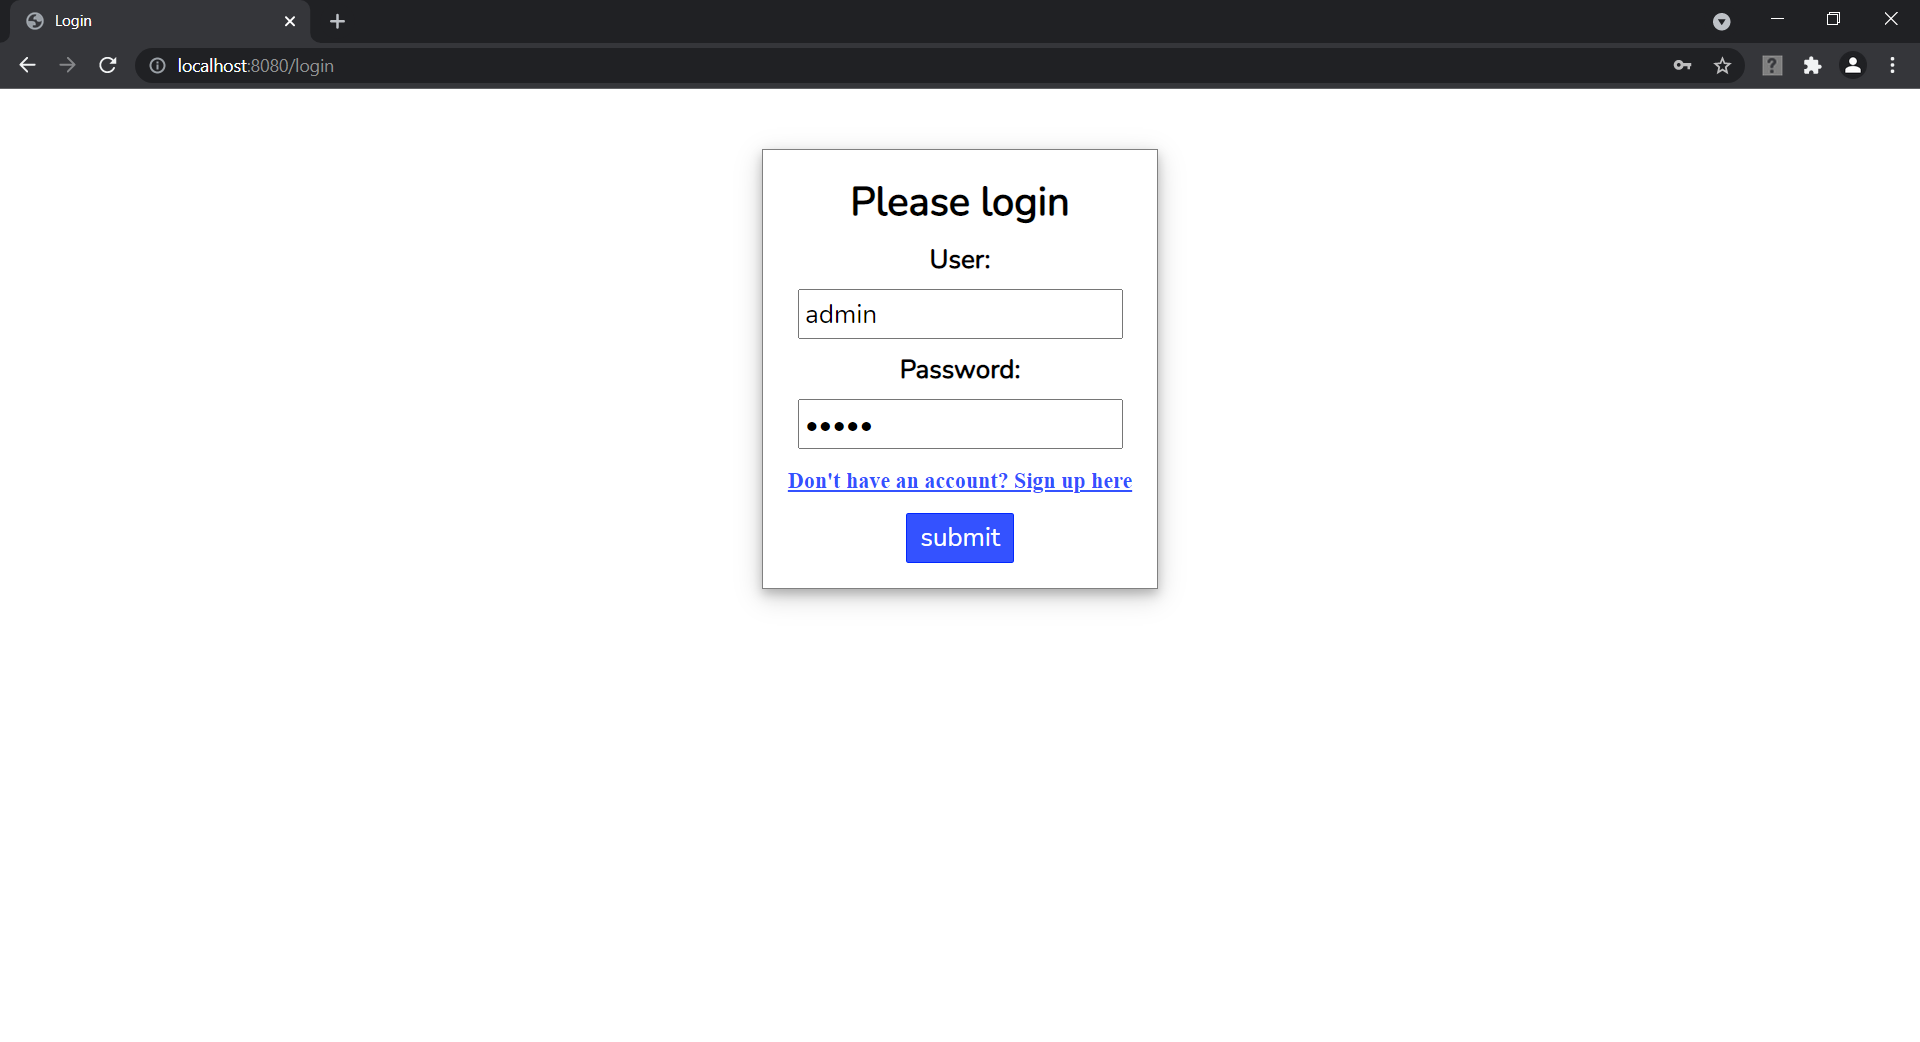 Login
localhost:8080/login
Please login
User:
admin
Password:
•••••
Don't have an account? Sign up here
submit